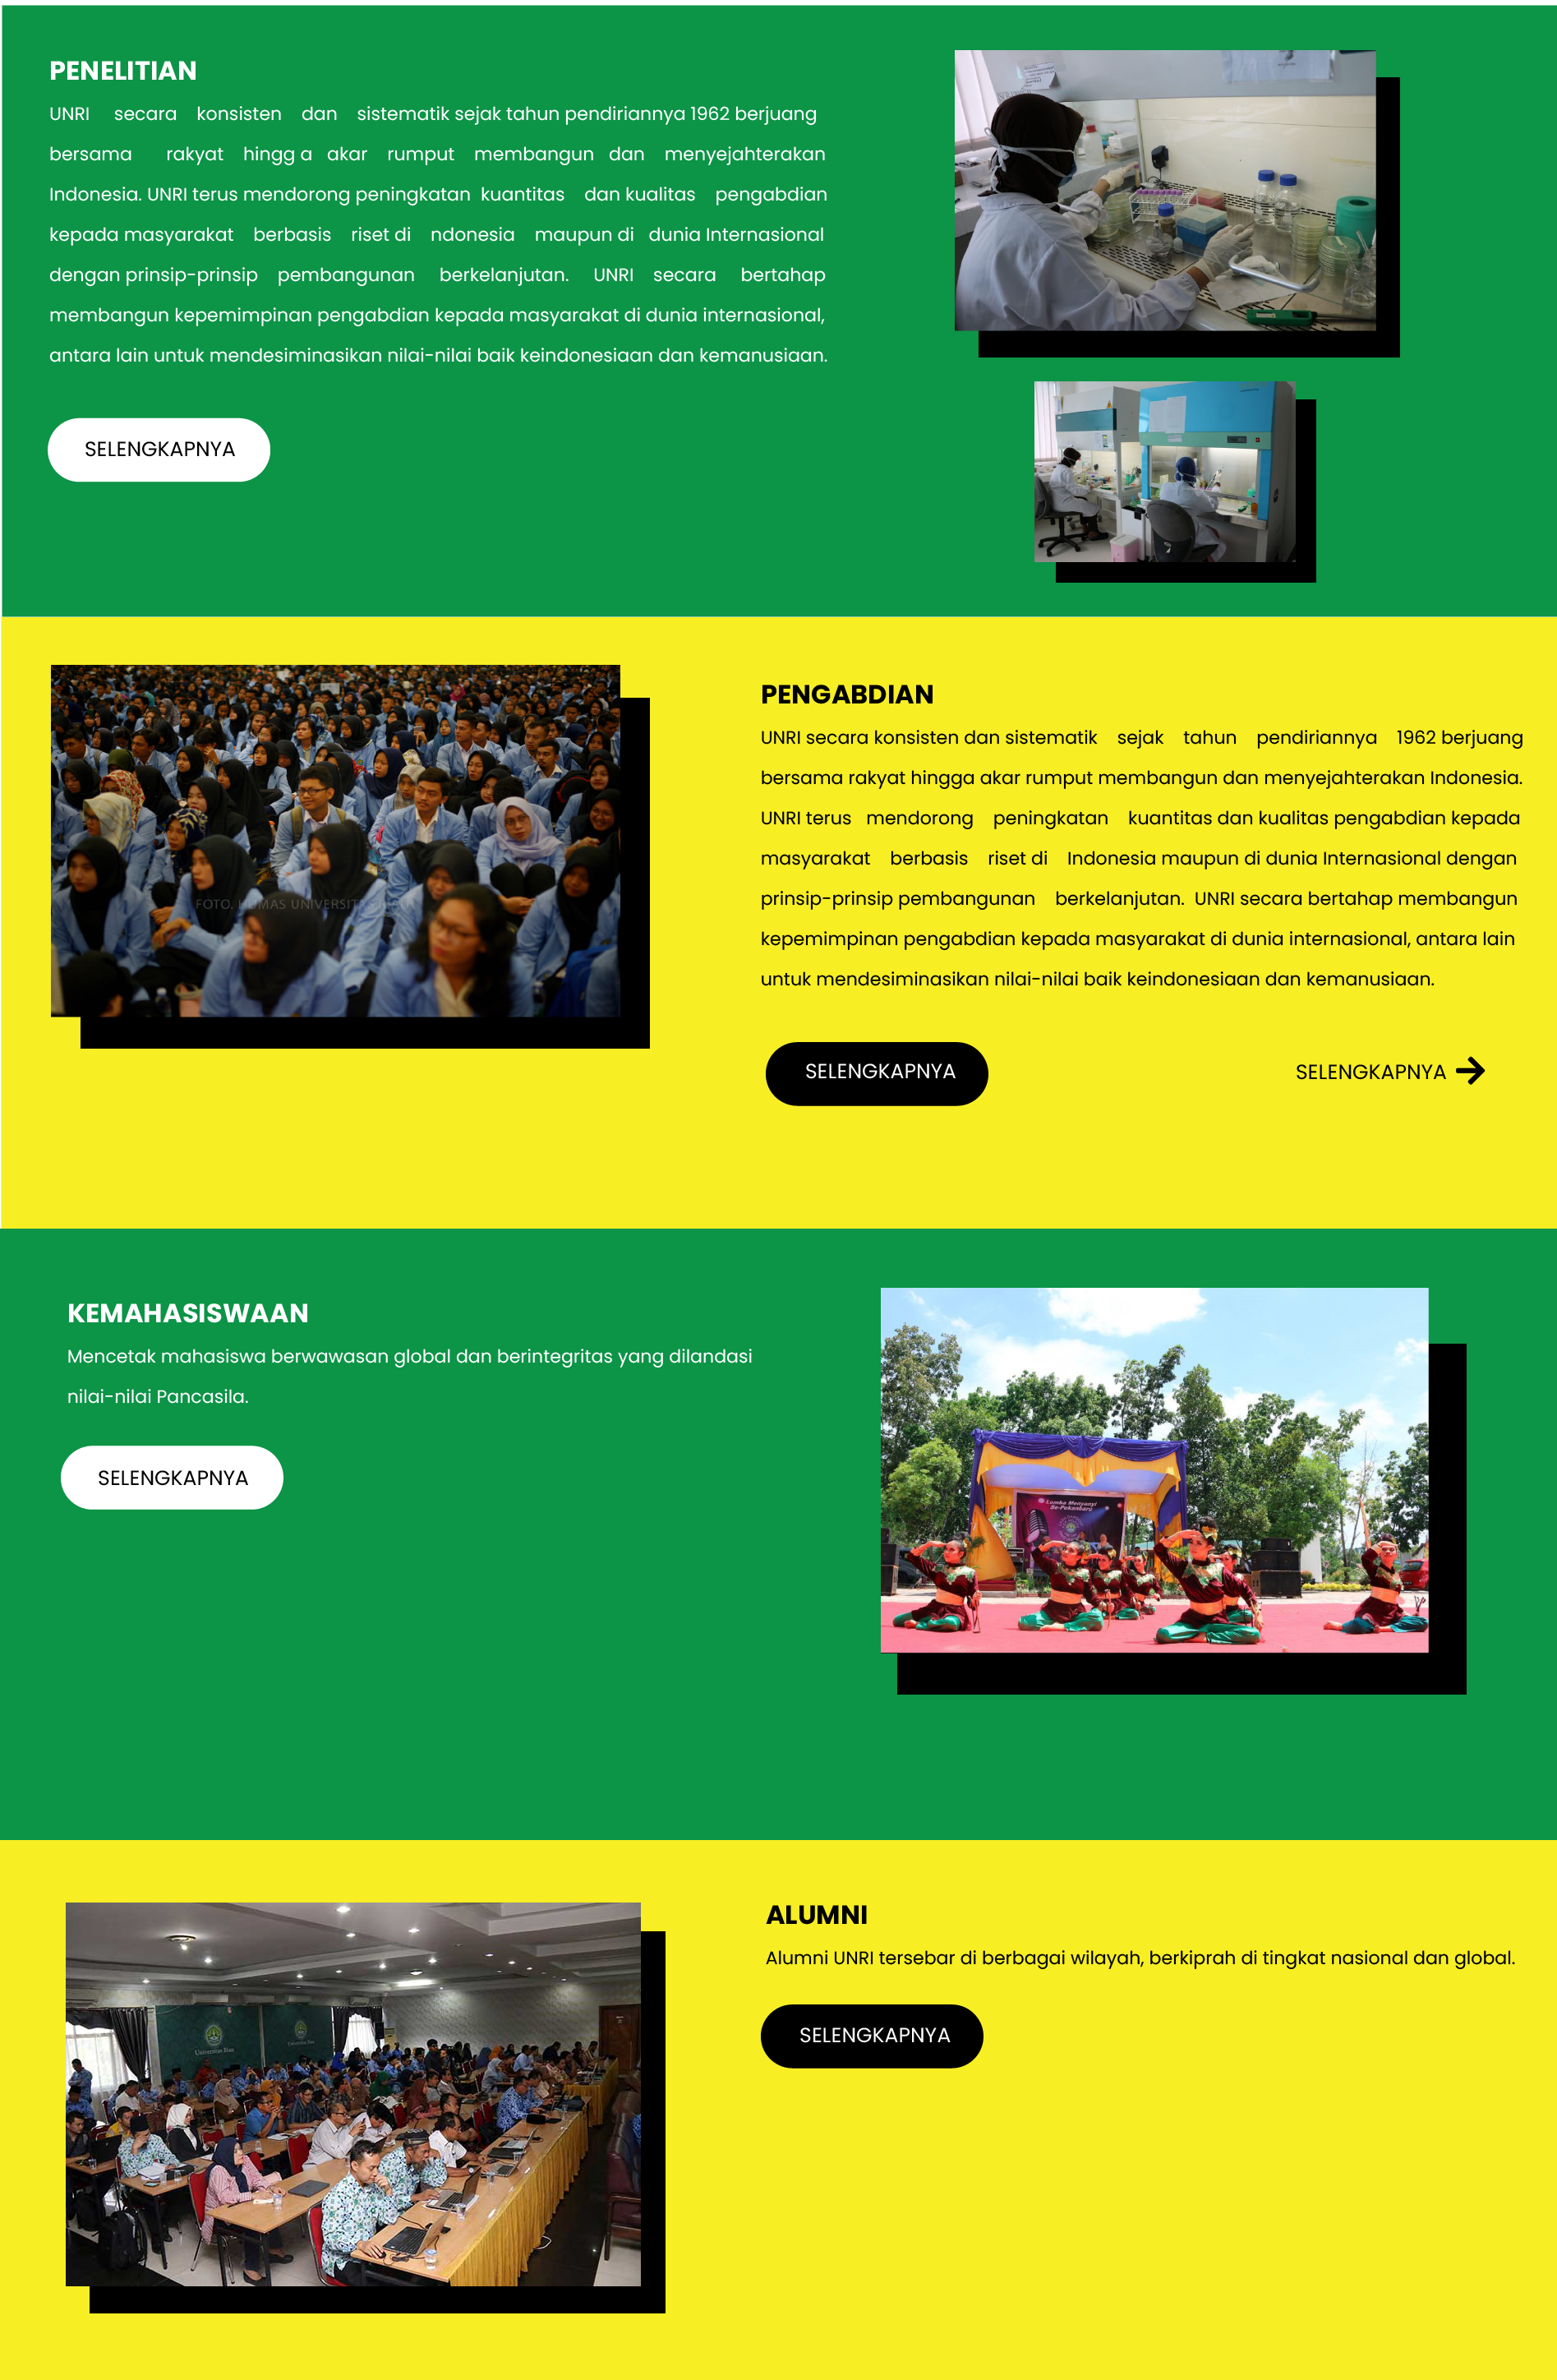 PENELITIAN
UNRI secara konsisten dan sistematik sejak tahun pendiriannya 1962 berjuang
bersama rakyat hingg a akar rumput membangun dan menyejahterakan
Indonesia. UNRI terus mendorong peningkatan kuantitas dan kualitas pengabdian
kepada masyarakat berbasis riset di ndonesia maupun di dunia Internasional
dengan prinsip-prinsip pembangunan berkelanjutan. UNRI secara bertahap
membangun kepemimpinan pengabdian kepada masyarakat di dunia internasional,
antara lain untuk mendesiminasikan nilai-nilai baik keindonesiaan dan kemanusiaan.
SELENGKAPNYA
PENGABDIAN
UNRI secara konsisten dan sistematik sejak tahun pendiriannya 1962 berjuang
bersama rakyat hingga akar rumput membangun dan menyejahterakan Indonesia.
UNRI terus mendorong peningkatan kuantitas dan kualitas pengabdian kepada
masyarakat berbasis riset di Indonesia maupun di dunia Internasional dengan
prinsip-prinsip pembangunan berkelanjutan. UNRI secara bertahap membangun
kepemimpinan pengabdian kepada masyarakat di dunia internasional, antara lain
untuk mendesiminasikan nilai-nilai baik keindonesiaan dan kemanusiaan.
FOTO. HUMAS
SELENGKAPNYA
SELENGKAPNYA
KEMAHASISWAAN
Mencetak mahasiswa berwawasan global dan berintegritas yang dilandasi
nilai-nilai Pancasila.
SELENGKAPNYA
Lomba Menyanyi
Se-Pekanbaru
ALUMNI
Alumni UNRI tersebar di berbagai wilayah, berkiprah di tingkat nasional dan global.
SELENGKAPNYA
Universitas Riau
Universitas Riau